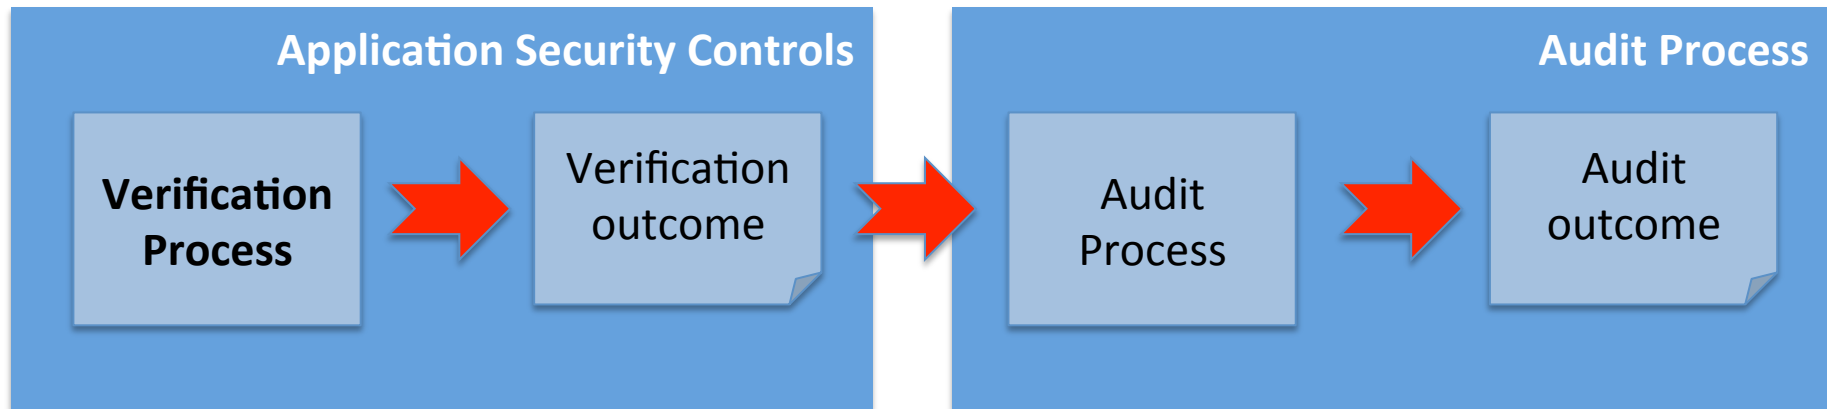 Application Security Controls
Verification
Process
Verification
outcome
Audit Process
Audit
Process
Audit
outcome